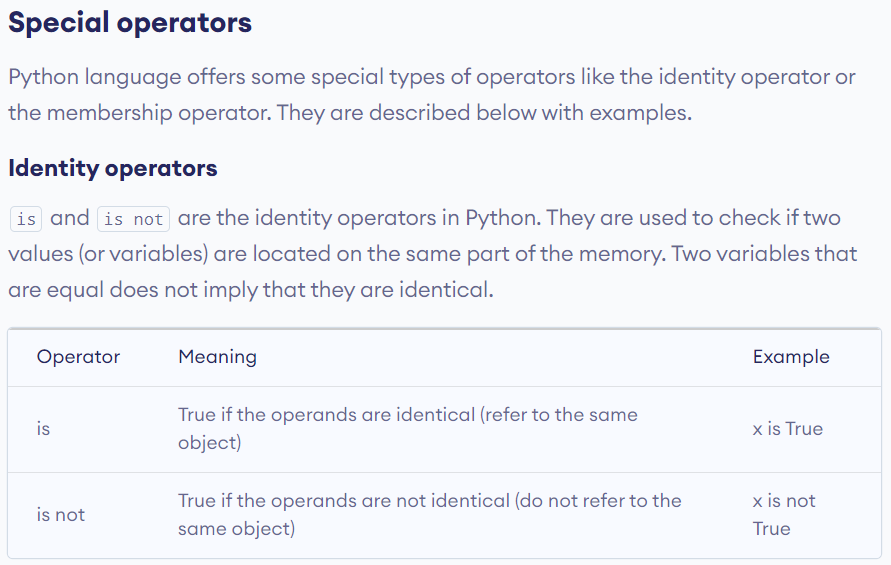 Special operators
Python language offers some special types of operators like the identity operator or
the membership operator. They are described below with examples.
Identity operators
is and is not are the identity operators in Python. They are used to check if two
values (or variables) are located on the same part of the memory. Two variables that
are equal does not imply that they are identical.
Operator Meaning Example
is True if the operands are identical (refer to the same
object) x is True
is not True if the operands are not identical (do not refer to the
same object) x is not
True